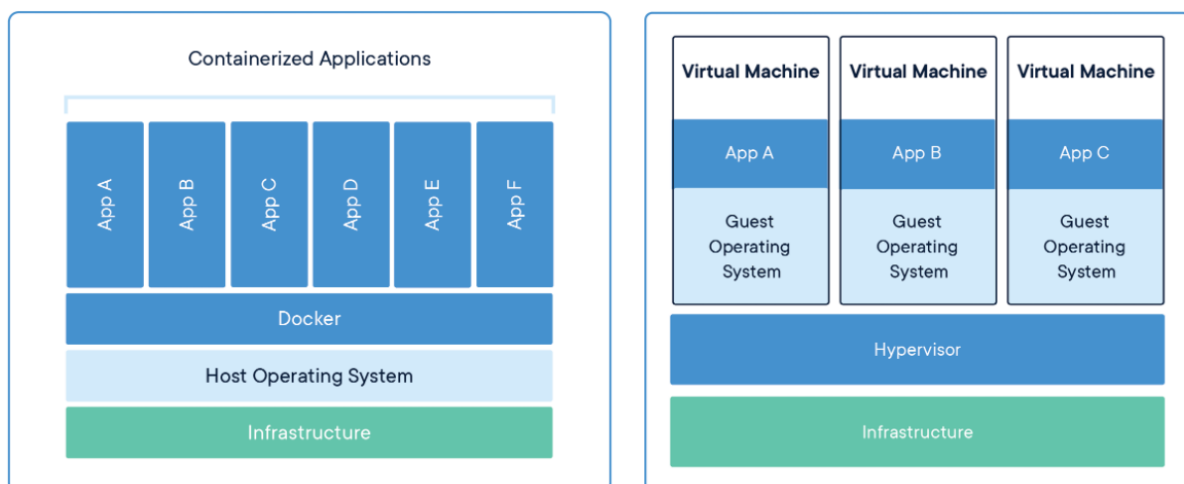 Containerized Applications
App A
App B
App C
App D
App E
App F
Docker
Host Operating System
Infrastructure
Virtual Machine
App A
Guest
Operating
System
Virtual Machine
App B
Guest
Operating
System
Virtual Machine
App C
Guest
Operating
System
Hypervisor
Infrastructure